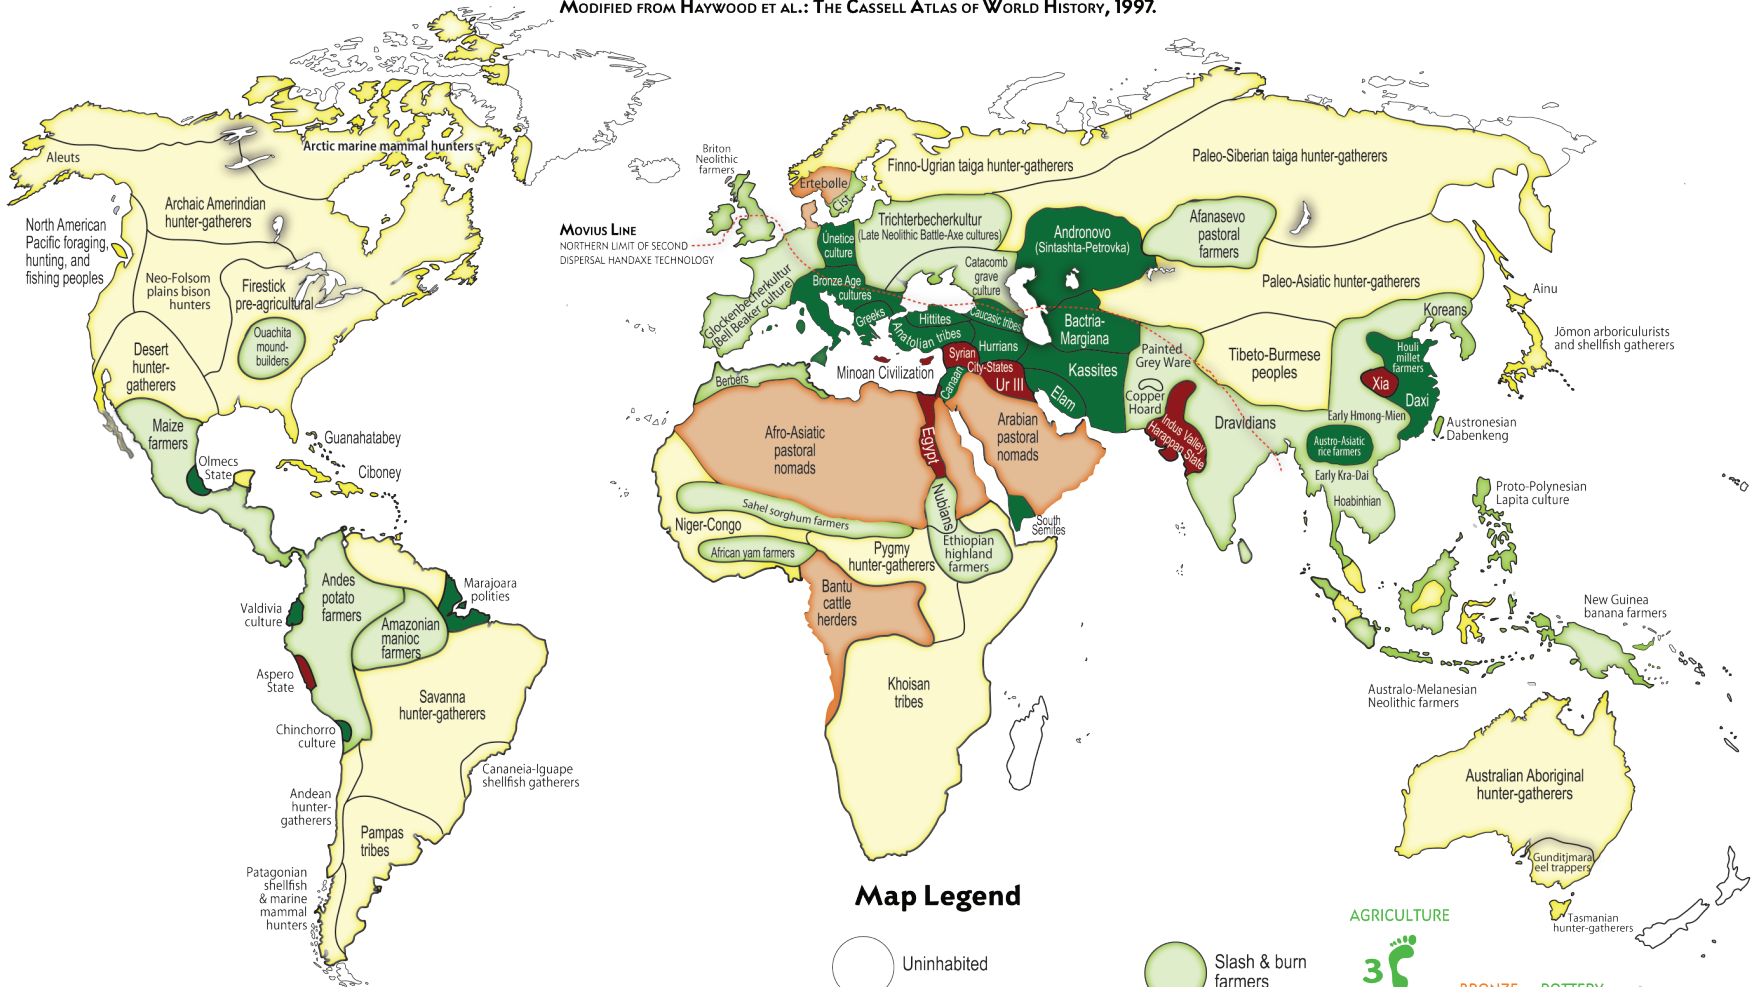 MODIFIED FROM HAYWOOD ET AL.: THE CASSELL ATLAS OF WORLD HISTORY, 1997.
Aleuts
Arctic marine mammal hunters
Archaic Amerindian
hunter-gatherers
North American
Pacific foraging,
hunting, and
fishing peoples
Neo-Folsom
plains bison
hunters
Firestick
pre-agricultural
Ouachita
mound-
builders
Desert
hunter-
gatherers
Maize
farmers
Olmecs
State
Guanahatabey
Ciboney
Andes
potato
farmers
Marajoara
polities
Valdivia
culture
Amazonian
manioc
farmers
Aspero
State
Savanna
hunter-gatherers
Chinchorro
culture
Cananeia-Iguape
shellfish gatherers
Andean
hunter-
gatherers
Pampas
tribes
Patagonian
shellfish
& marine
mammal
hunters
Briton
Neolithic
farmers
MOVIUS LINE
NORTHERN LIMIT OF SECOND
DISPERSAL HANDAXE TECHNOLOGY
Ertebølle
Cist
Finno-Ugrian taiga hunter-gatherers
Paleo-Siberian taiga hunter-gatherers
Trichterbecherkultur
(Late Neolithic Battle-Axe cultures)
Únetice
culture
Andronovo
(Sintashta-Petrovka)
Afanasevo
pastoral
farmers
Glockenbecherkultur
(Bell Beaker culture)
Bronze Age
cultures
Catacomb
grave
culture
Paleo-Asiatic hunter-gatherers
Greeks
Hittites
Anatolian tribes
Caucasic tribes
Hurrians
Bactria-
Margiana
Minoan Civilization
Syrian
City-States
Canaan
Ur III
Kassites
Elam
Painted
Grey Ware
Copper
Hoard
Indus Valley
Harappan State
Dravidians
Tibeto-Burmese
peoples
Koreans
Ainu
Jōmon arboriculturists
and shellfish gatherers
Houli
millet
farmers
Xia
Daxi
Early Hmong-Mien
Austro-Asiatic
rice farmers
Austronesian
Dabenkeng
Early Kra-Dai
Hoabinhian
Berbers
Afro-Asiatic
pastoral
nomads
Egypt
Arabian
pastoral
nomads
Sahel sorghum farmers
Nubians
South
Semites
Niger-Congo
African yam farmers
Pygmy
hunter-gatherers
Ethiopian
highland
farmers
Bantu
cattle
herders
Khoisan
tribes
Proto-Polynesian
Lapita culture
New Guinea
banana farmers
Australo-Melanesian
Neolithic farmers
Australian Aboriginal
hunter-gatherers
Gunditjmara
eel trappers
Tasmanian
hunter-gatherers
Map Legend
Uninhabited
Slash & burn
farmers
AGRICULTURE
3
BRONZE
POTTERY